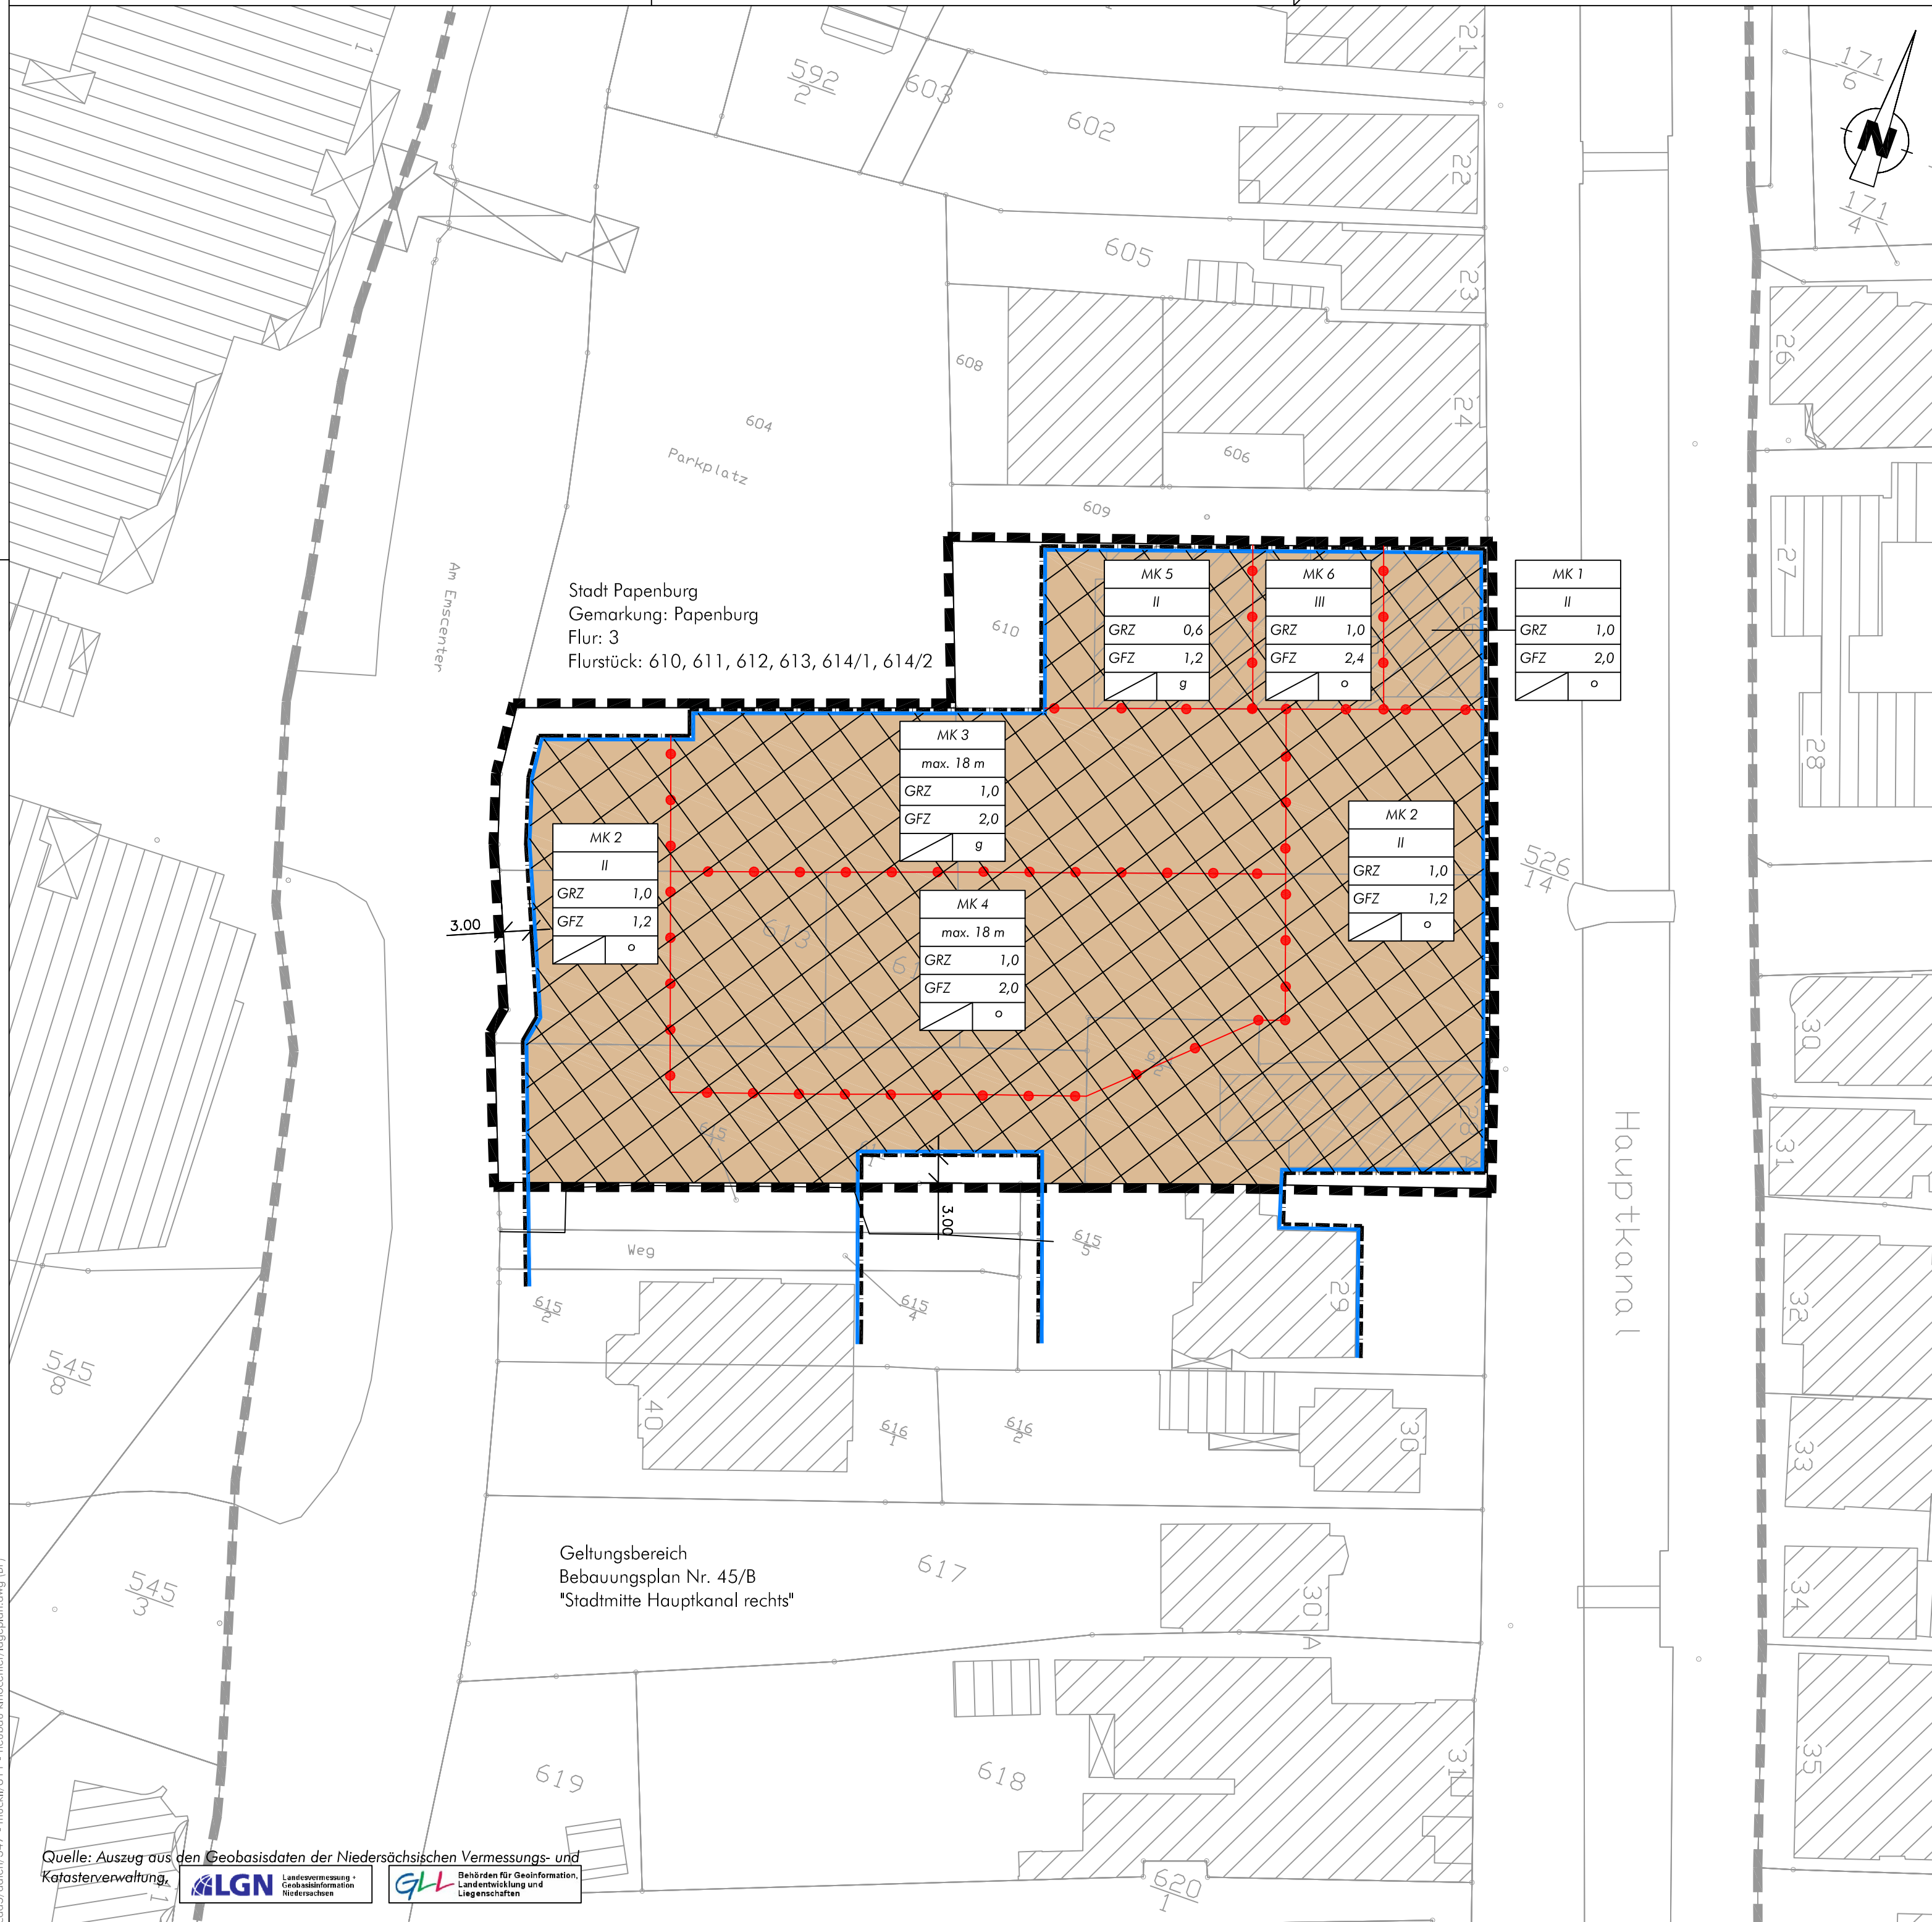 1
592
2
603
602
21
22
171
6
N
171
4
605
23
608
24
26
604
Parkplatz
606
609
Am Emscenter
Stadt Papenburg
Gemarkung: Papenburg
Flur: 3
Flurstück: 610, 611, 612, 613, 614/1, 614/2
610
MK 5
II
GRZ 0,6
GFZ 1,2
g
MK 6
III
GRZ 1,0
GFZ 2,4
o
MK 1
II
GRZ 1,0
GFZ 2,0
o
27
28
MK 3
max. 18 m
GRZ 1,0
GFZ 2,0
g
MK 2
II
GRZ 1,0
GFZ 1,2
o
MK 2
II
GRZ 1,0
GFZ 1,2
o
526
14
3.00
613
MK 4
max. 18 m
GRZ 1,0
GFZ 2,0
o
30
28 A
31
Hauptkanal
3.00
Weg
615
5
615
2
615
4
29
32
545
8
40
616
1
616
2
30
33
Geltungsbereich
Bebauungsplan Nr. 45/B
"Stadtmitte Hauptkanal rechts"
617
545
3
30 A
34
619
618
31
35
Quelle: Auszug aus den Geobasisdaten der Niedersächsischen Vermessungs- und
Katasterverwaltung,
LGN
Landesvermessung +
Geobasisinformation
Niedersachsen
GLL
Behörden für Geoinformation,
Landentwicklung und
Liegenschaften
620
1